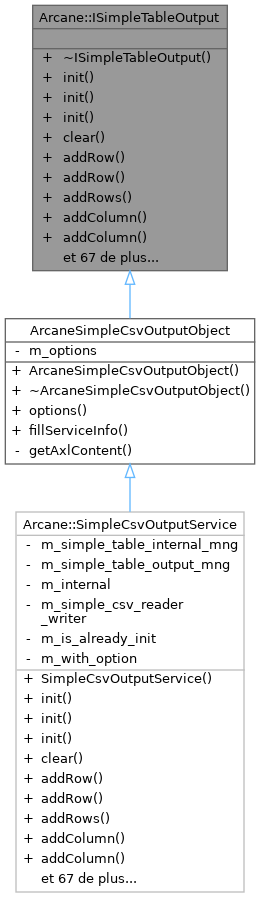 Arcane::ISimpleTableOutput
+ ~ISimpleTableOutput()
+ init()
+ init()
+ init()
+ clear()
+ addRow()
+ addRow()
+ addRows()
+ addColumn()
+ addColumn()
et 67 de plus...
ArcaneSimpleCsvOutputObject
- m_options
+ ArcaneSimpleCsvOutputObject()
+ ~ArcaneSimpleCsvOutputObject()
+ options()
+ fillServiceInfo()
- getAxlContent()
Arcane::SimpleCsvOutputService
- m_simple_table_internal_mng
- m_simple_table_output_mng
- m_internal
- m_simple_csv_reader
_writer
- m_is_already_init
- m_with_option
+ SimpleCsvOutputService()
+ init()
+ init()
+ init()
+ clear()
+ addRow()
+ addRow()
+ addRows()
+ addColumn()
+ addColumn()
et 67 de plus...